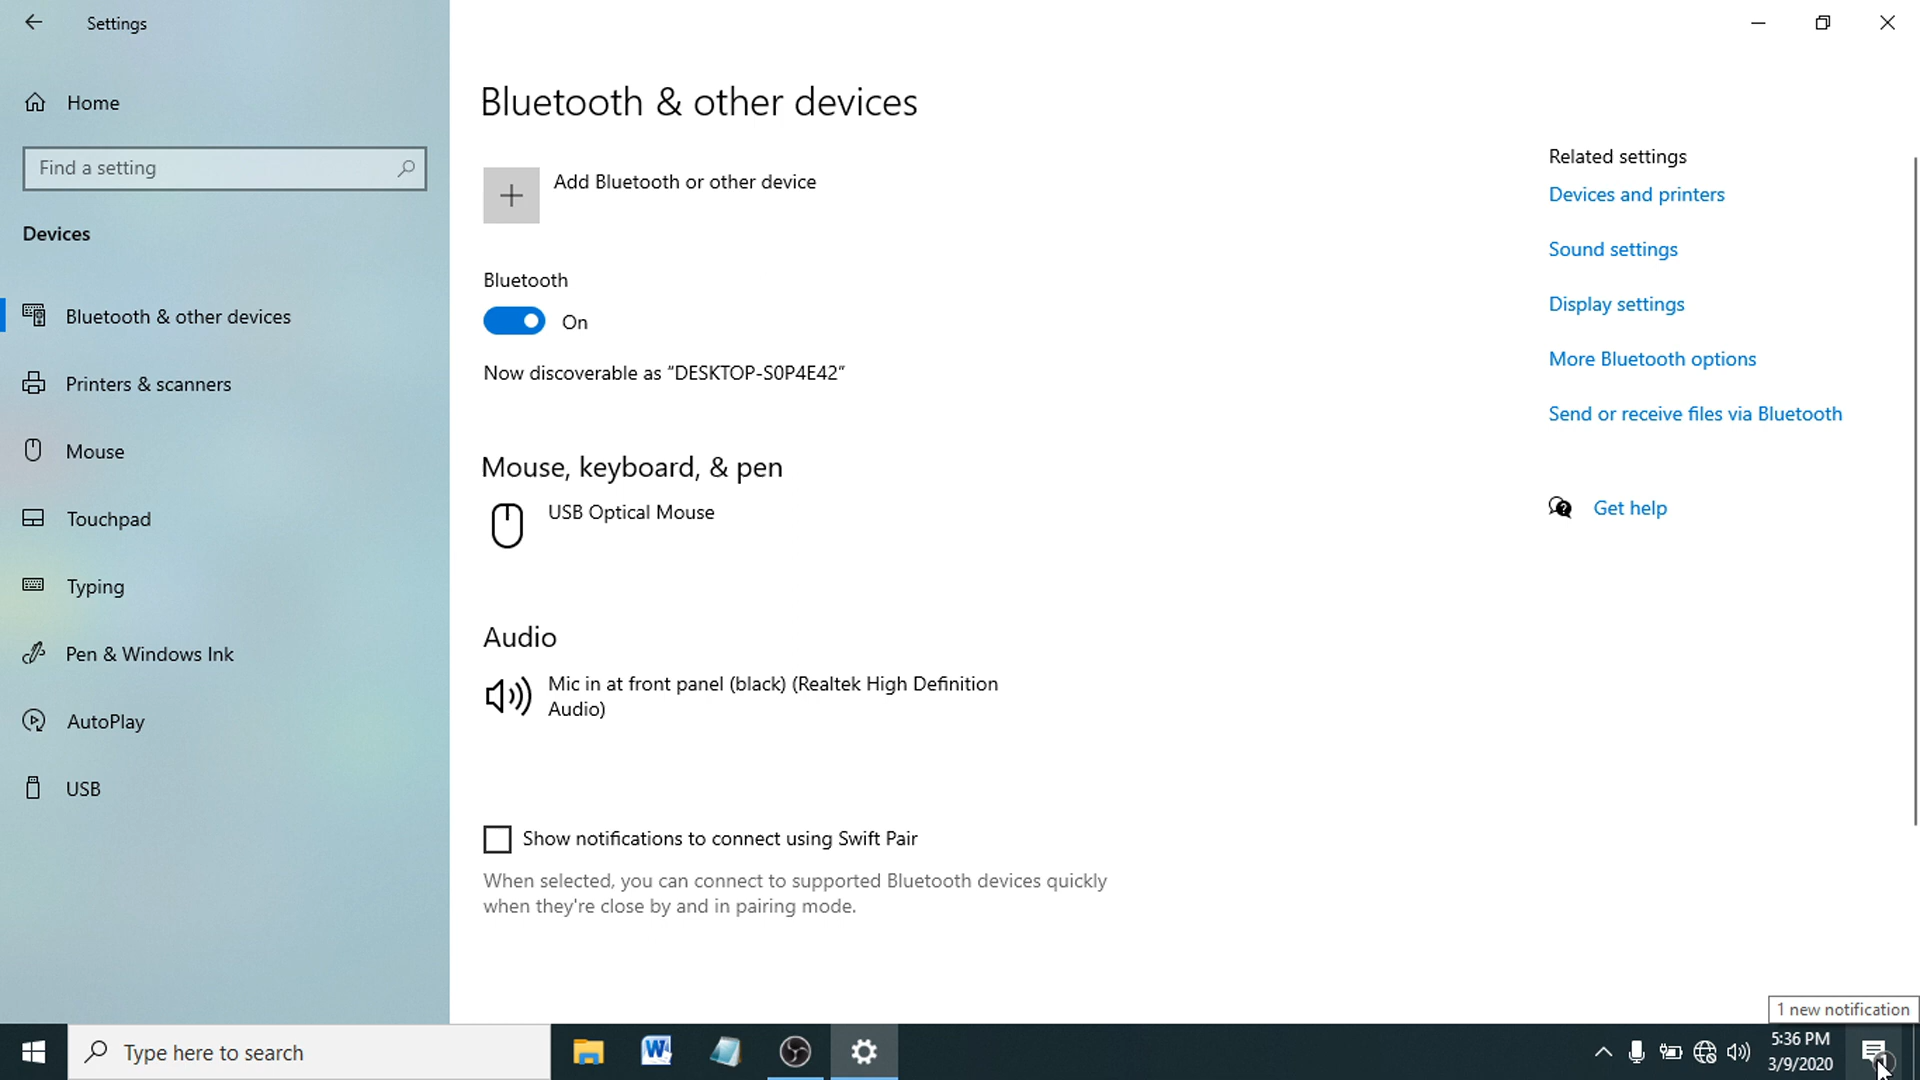 Settings
Home
Find a setting
Devices
Bluetooth & other devices
Printers & scanners
Mouse
Touchpad
Typing
Pen & Windows Ink
AutoPlay
USB
Bluetooth & other devices
Add Bluetooth or other device
Bluetooth
On
Now discoverable as “DESKTOP-S0P4E42”
Mouse, keyboard, & pen
USB Optical Mouse
Audio
Mic in at front panel (black) (Realtek High Definition
Audio)
Show notifications to connect using Swift Pair
When selected, you can connect to supported Bluetooth devices quickly
when they're close by and in pairing mode.
Related settings
Devices and printers
Sound settings
Display settings
More Bluetooth options
Send or receive files via Bluetooth
Get help
1 new notification
Type here to search
W
5:36 PM
3/9/2020
1